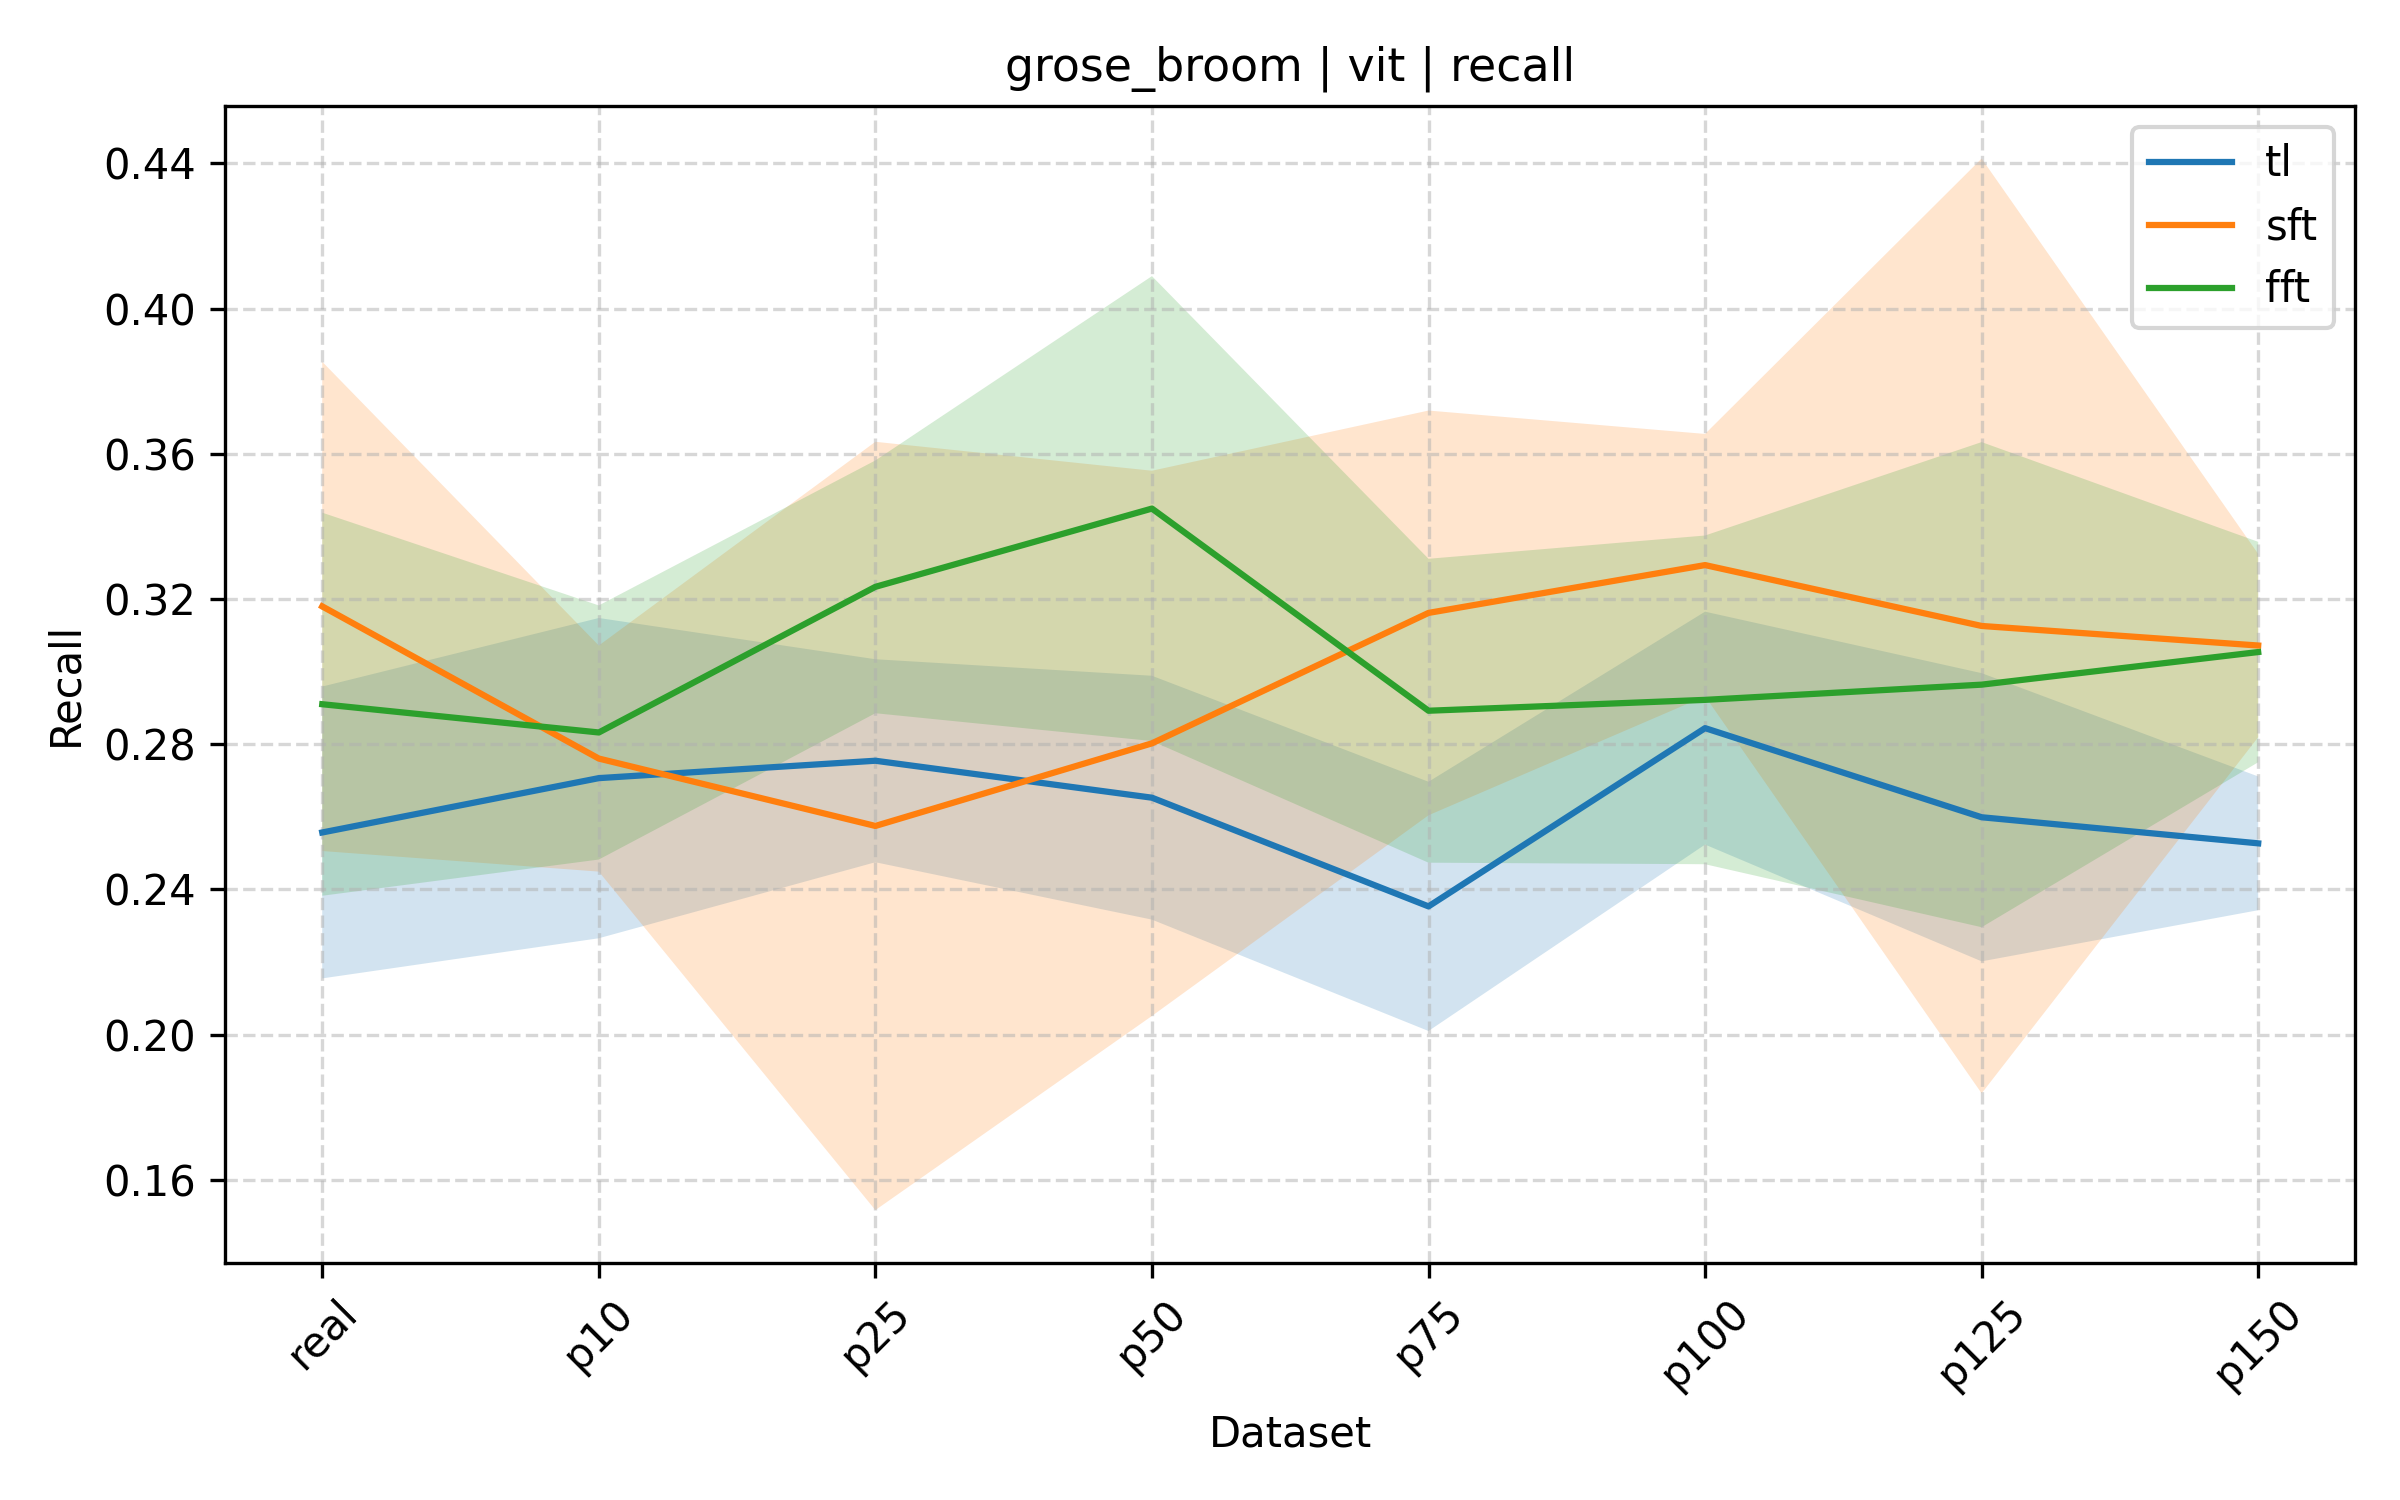 grose_broom | vit | recall
tl
sft
fft
0.44
0.40
0.36
0.32
0.28
0.24
0.20
0.16
Recall
real
p10
p25
p50
p75
p100
p125
p150
Dataset